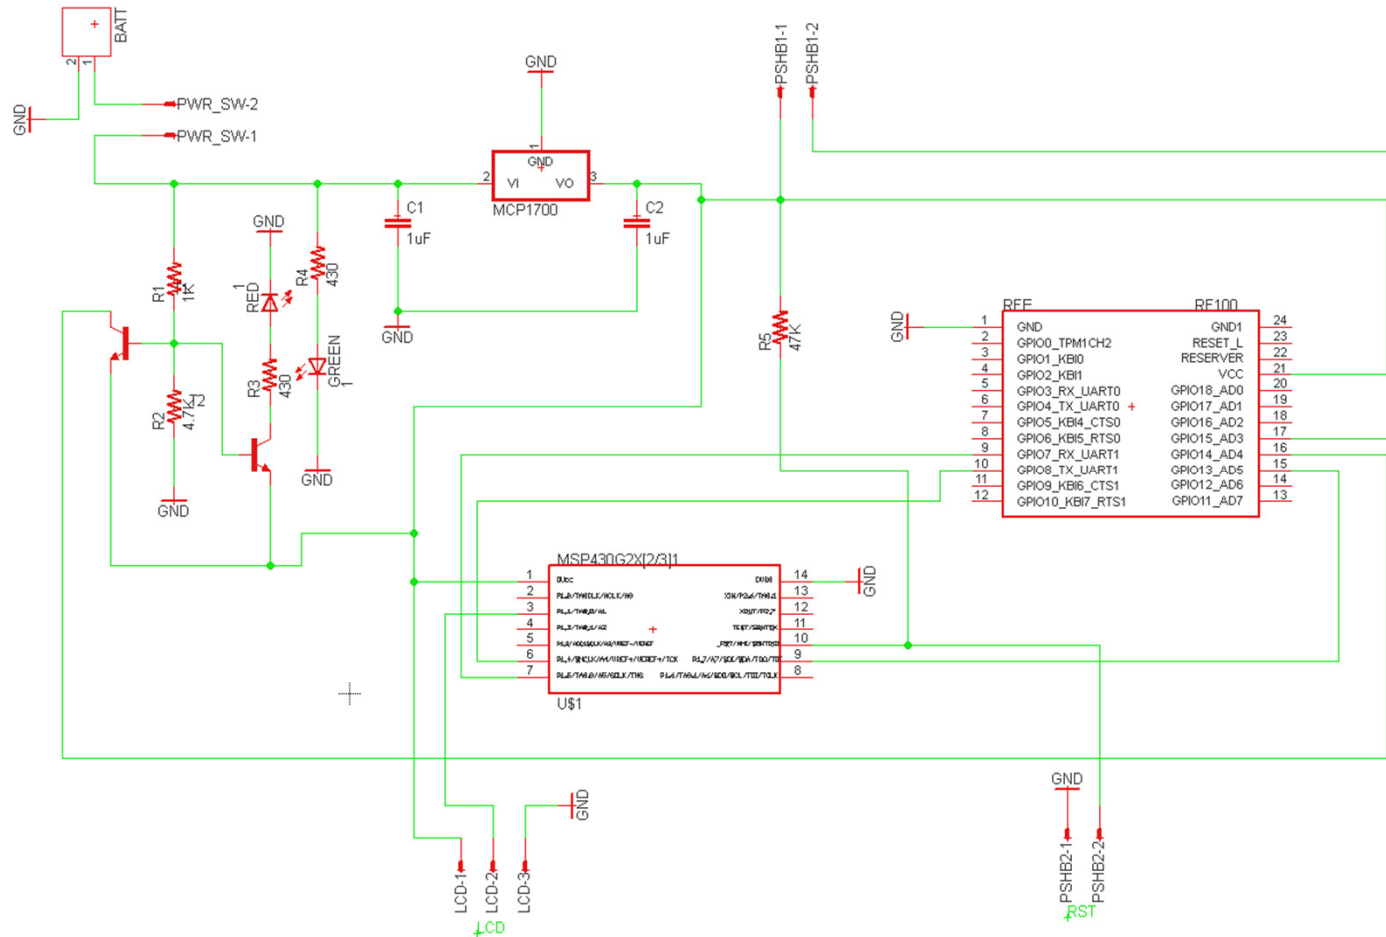 BATT
2
1
GND
PWR_SW-2
PWR_SW-1
GND
1
GND
2
VI
VO
3
MCP1700
PSHB1-1
PSHB1-2
C1
1uF
C2
1uF
GND
GND
R1
1K
1
RED
R4
430
R3
430
GREEN
1
R2
4.7K
T2
GND
GND
R5
47K
GND
RFE
RF100
1
GND
GND1
24
2
GPIO0_TPM1CH2
RESET_L
23
3
GPIO1_KBI0
RESERVER
22
4
GPIO2_KBI1
VCC
21
5
GPIO3_RX_UART0
GPIO18_AD0
20
6
GPIO4_TX_UART0
GPIO17_AD1
19
7
GPIO5_KBI4_CTS0
GPIO16_AD2
18
8
GPIO6_KBI5_RTS0
GPIO15_AD3
17
9
GPIO7_RX_UART1
GPIO14_AD4
16
10
GPIO8_TX_UART1
GPIO13_AD5
15
11
GPIO9_KBI6_CTS1
GPIO12_AD6
14
12
GPIO10_KBI7_RTS1
GPIO11_AD7
13
MSP430G2X[2/3]1
1
14
GND
2
13
3
12
4
11
5
10
6
9
7
8
U$1
GND
LCD-1
LCD-2
LCD-3
LCD
GND
PSHB2-1
PSHB2-2
RST